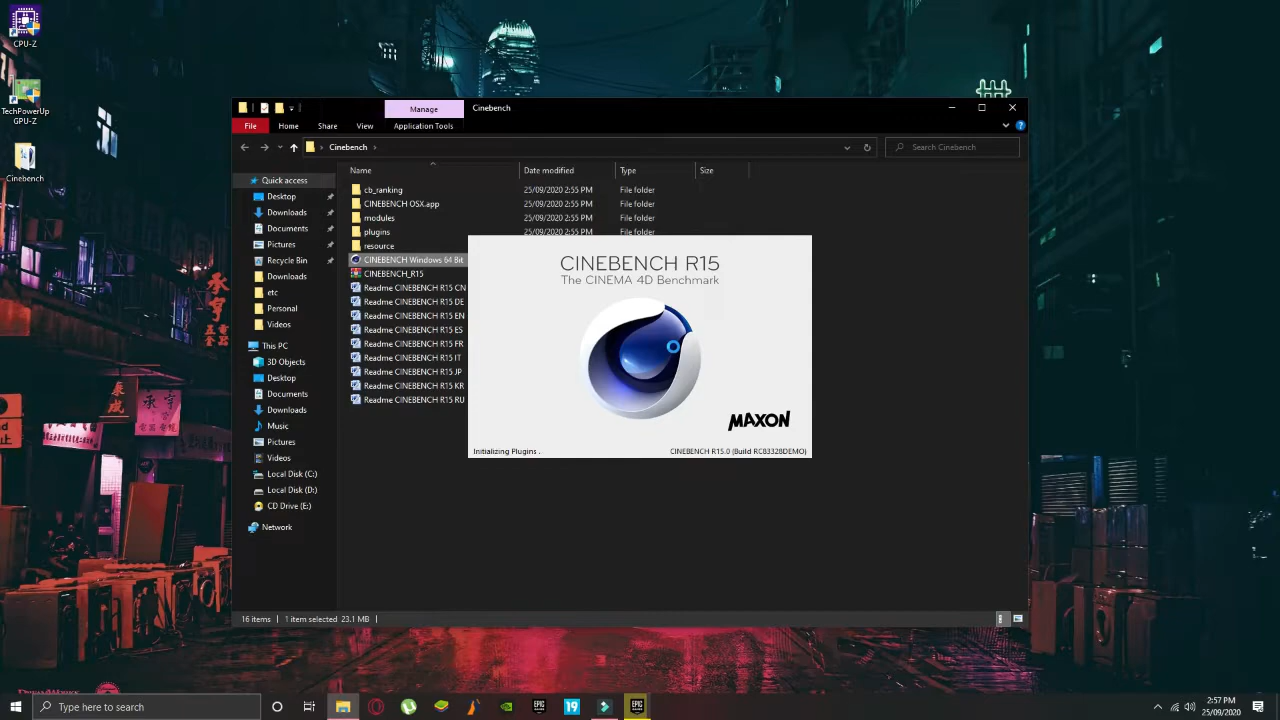 CPU-Z
TechPowerUp
GPU-Z
Cinebench
Manage
Cinebench
File
Home
Share
View
Application Tools
Cinebench
Search Cinebench
Name
Date modified
Type
Size
Quick access
Desktop
Downloads
Documents
Pictures
Recycle Bin
Downloads
etc
Personal
Videos
This PC
3D Objects
Desktop
Documents
Downloads
Music
Pictures
Videos
Local Disk (C:)
Local Disk (D:)
CD Drive (E:)
Network
cb_ranking 25/09/2020 2:55 PM File folder
CINEBENCH OSX.app 25/09/2020 2:55 PM File folder
modules 25/09/2020 2:55 PM File folder
plugins 25/09/2020 2:55 PM File folder
resource
CINEBENCH Windows 64 Bit
CINEBENCH_R15
Readme CINEBENCH R15 CN
Readme CINEBENCH R15 DE
Readme CINEBENCH R15 EN
Readme CINEBENCH R15 ES
Readme CINEBENCH R15 FR
Readme CINEBENCH R15 IT
Readme CINEBENCH R15 JP
Readme CINEBENCH R15 KR
Readme CINEBENCH R15 RU
CINEBENCH R15
The CINEMA 4D Benchmark
MAXON
Initializing Plugins .
CINEBENCH R15.0 (Build RC83328DEMO)
16 items
1 item selected 23.1 MB
Type here to search
EPIC
GAMES
19
EPIC
GAMES
2:57 PM
25/09/2020